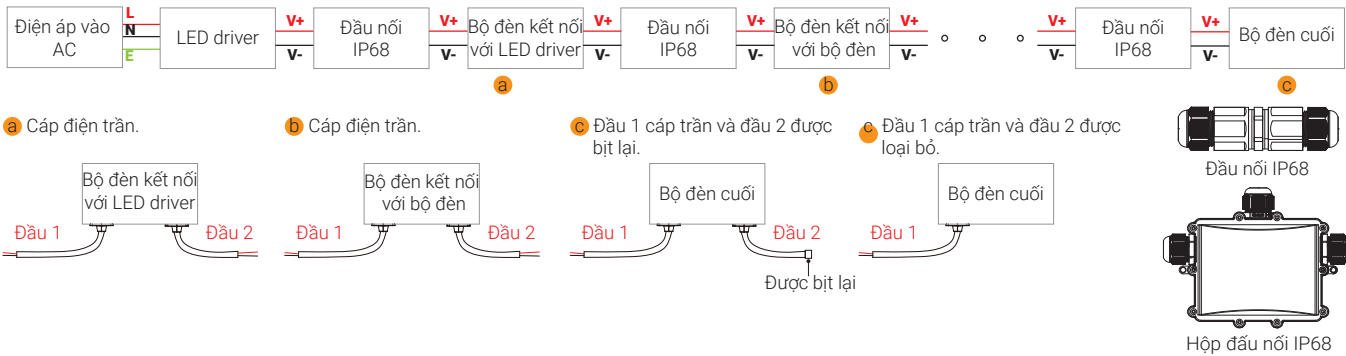 Điện áp vào
AC
L
N
E
LED driver
V+
V-
Đầu nối
IP68
V+
V-
Bộ đèn kết nối
với LED driver
V+
V-
Đầu nối
IP68
V+
V-
Bộ đèn kết nối
với bộ đèn
V+
V-
V+
V-
Đầu nối
IP68
V+
V-
Bộ đèn cuối
a
b
c
a Cáp điện trần.
b Cáp điện trần.
c Đầu 1 cáp trần và đầu 2 được
bịt lại.
c Đầu 1 cáp trần và đầu 2 được
loại bỏ.
Bộ đèn kết nối
với LED driver
Đầu 1
Đầu 2
Bộ đèn kết nối
với bộ đèn
Đầu 1
Đầu 2
Bộ đèn cuối
Đầu 1
Đầu 2
Được bịt lại
Bộ đèn cuối
Đầu 1
Đầu nối IP68
Hộp đấu nối IP68